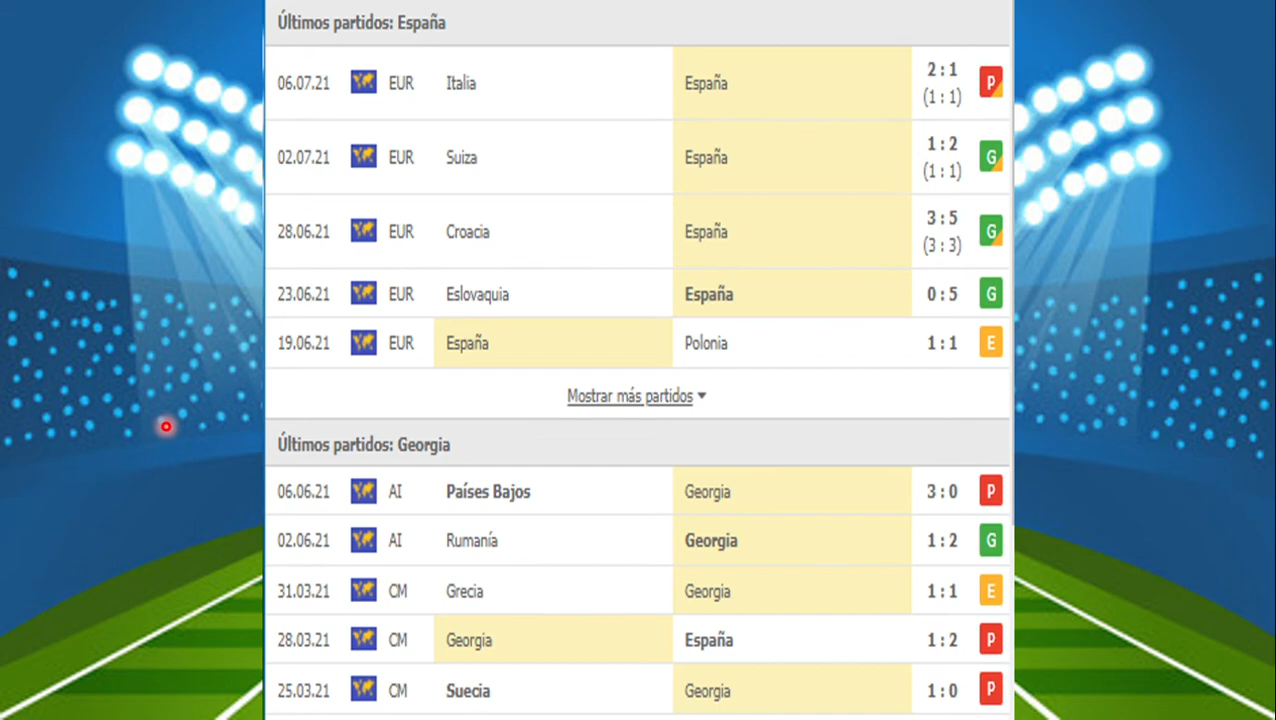 Últimos partidos: España
06.07.21 EUR Italia España 2 : 1 P
(1 : 1)
02.07.21 EUR Suiza España 1 : 2 G
(1 : 1)
28.06.21 EUR Croacia España 3 : 5 G
(3 : 3)
23.06.21 EUR Eslovaquia España 0 : 5 G
19.06.21 EUR España Polonia 1 : 1 E
Mostrar más partidos
Últimos partidos: Georgia
06.06.21 AI Países Bajos Georgia 3 : 0 P
02.06.21 AI Rumanía Georgia 1 : 2 G
31.03.21 CM Grecia Georgia 1 : 1 E
28.03.21 CM Georgia España 1 : 2 P
25.03.21 CM Suecia Georgia 1 : 0 P